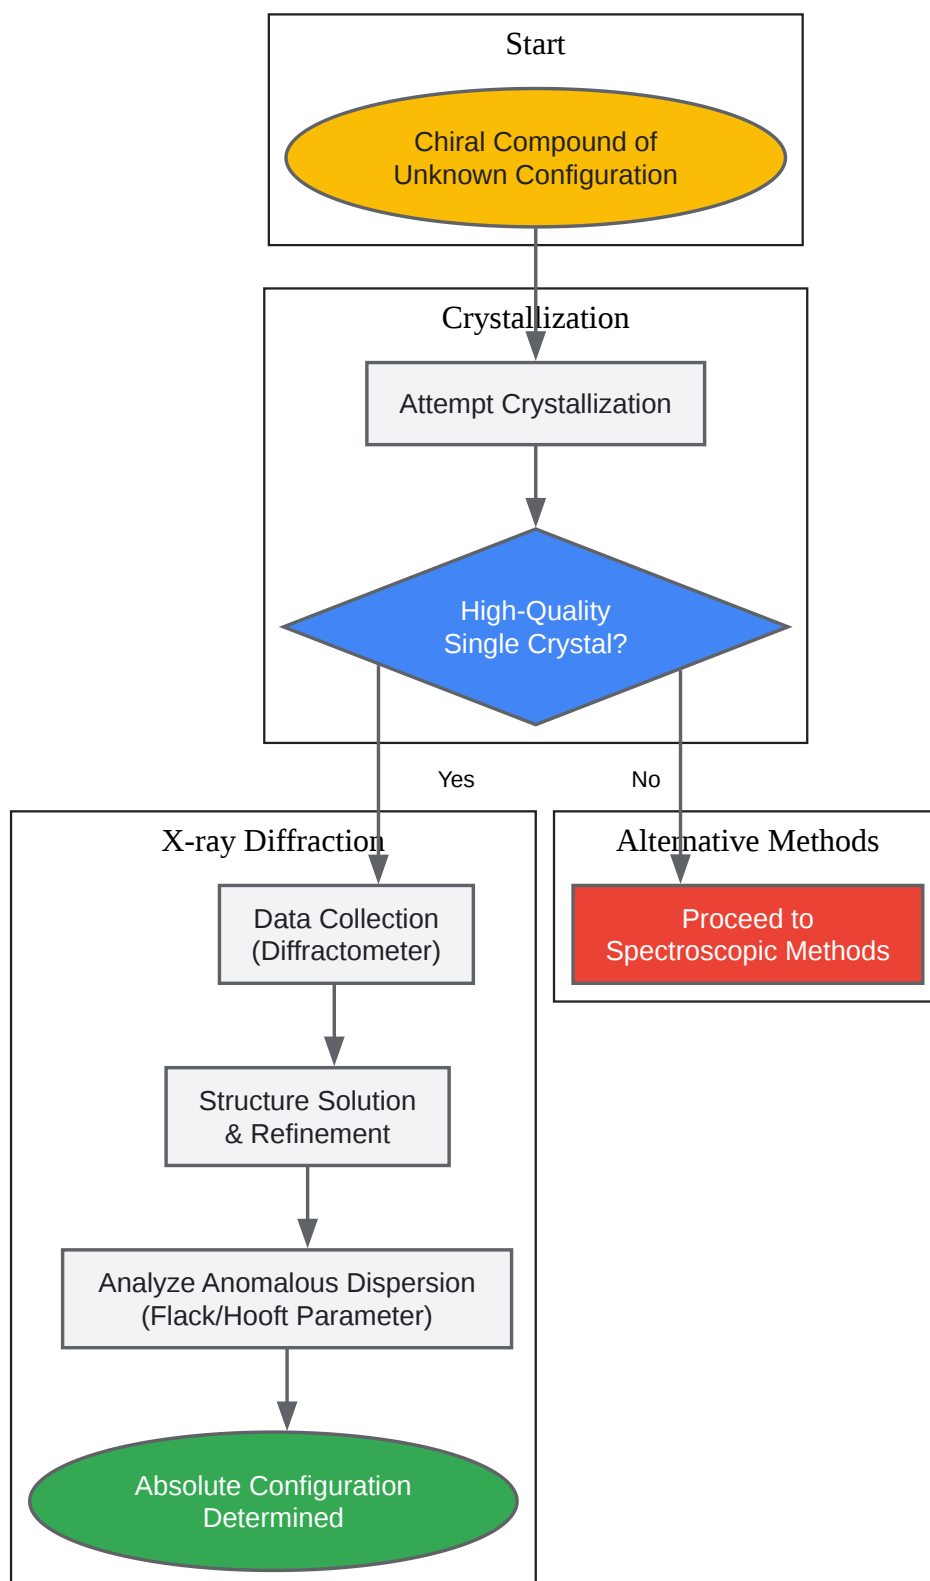 Start
Chiral Compound of
Unknown Configuration
Crystallization
Attempt Crystallization
High-Quality
Single Crystal?
Yes
No
X-ray Diffraction
Data Collection
(Diffractometer)
Structure Solution
& Refinement
Analyze Anomalous Dispersion
(Flack/Hooft Parameter)
Absolute Configuration
Determined
Alternative Methods
Proceed to
Spectroscopic Methods